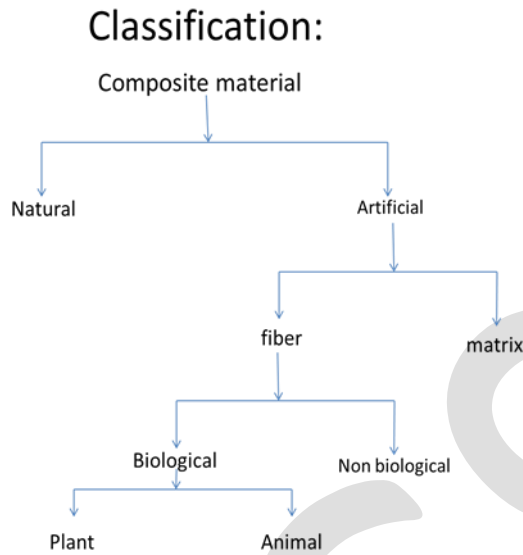 Classification:
Composite material
Natural
Artificial
fiber
matrix
Biological
Non biological
Plant
Animal